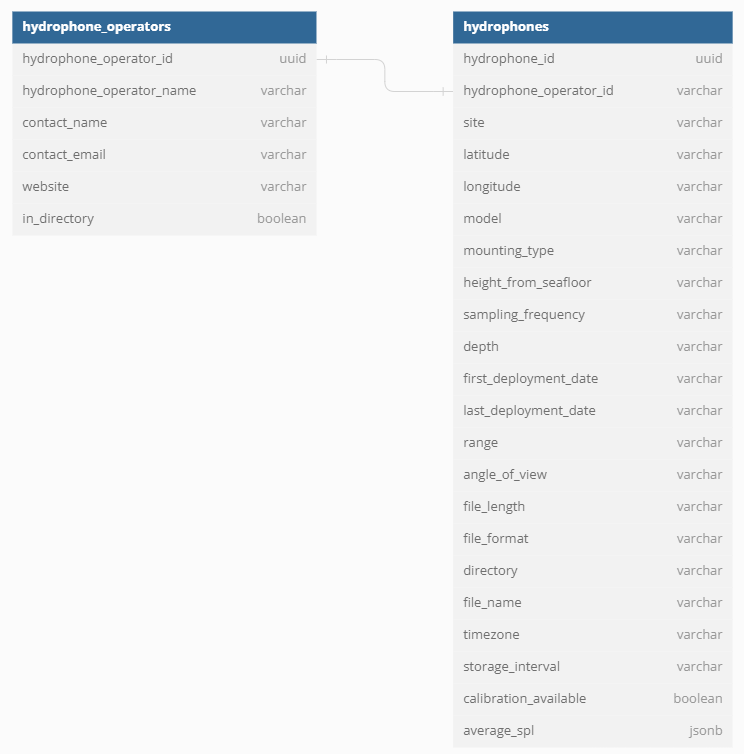 hydrophone_operators
hydrophone_operator_id uuid
hydrophone_operator_name varchar
contact_name varchar
contact_email varchar
website varchar
in_directory boolean
hydrophones
hydrophone_id uuid
hydrophone_operator_id varchar
site varchar
latitude varchar
longitude varchar
model varchar
mounting_type varchar
height_from_seafloor varchar
sampling_frequency varchar
depth varchar
first_deployment_date varchar
last_deployment_date varchar
range varchar
angle_of_view varchar
file_length varchar
file_format varchar
directory varchar
file_name varchar
timezone varchar
storage_interval varchar
calibration_available boolean
average_spl jsonb